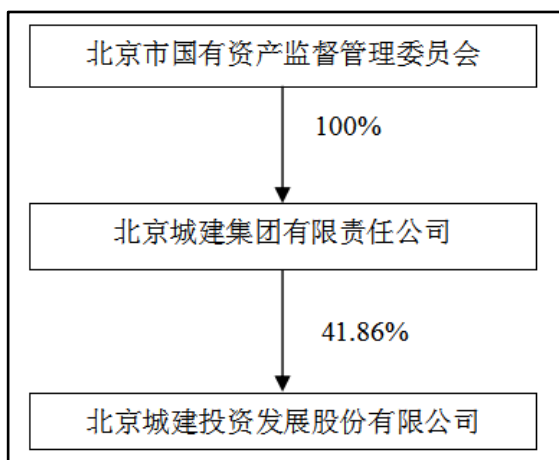 北京市国有资产监督管理委员会
100%
北京城建集团有限责任公司
41.86%
北京城建投资发展股份有限公司